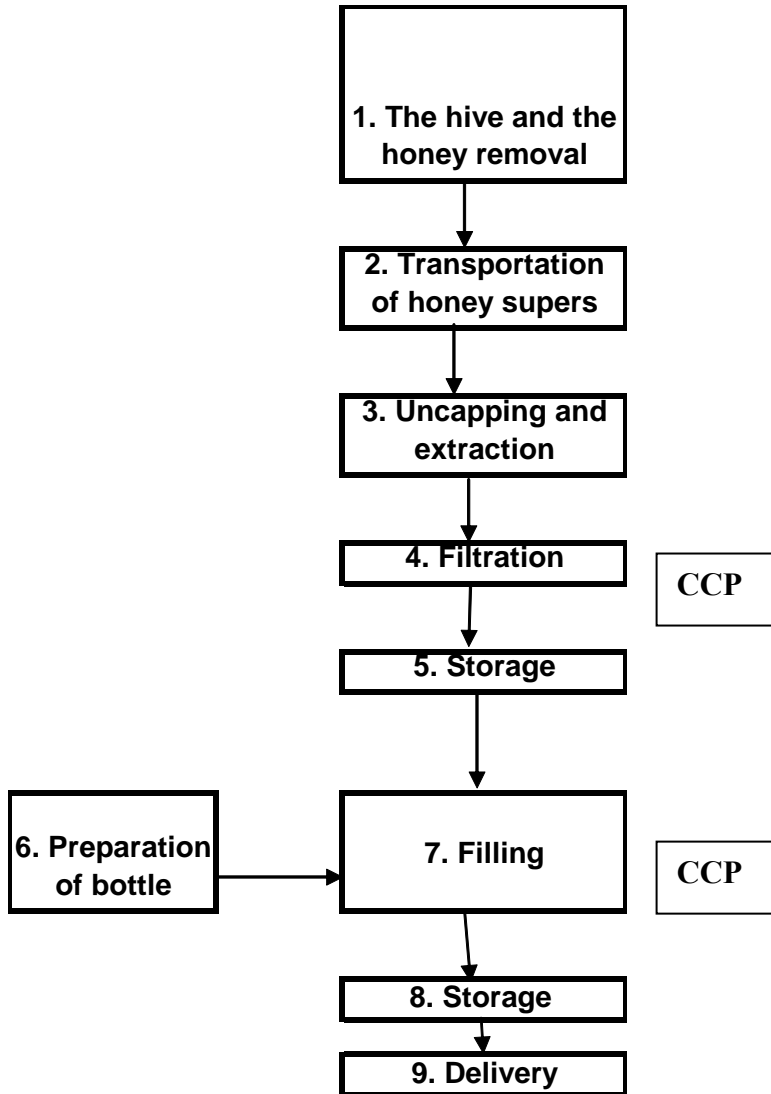 1. The hive and the
honey removal
2. Transportation
of honey supers
3. Uncapping and
extraction
4. Filtration
CCP
5. Storage
6. Preparation
of bottle
7. Filling
CCP
8. Storage
9. Delivery